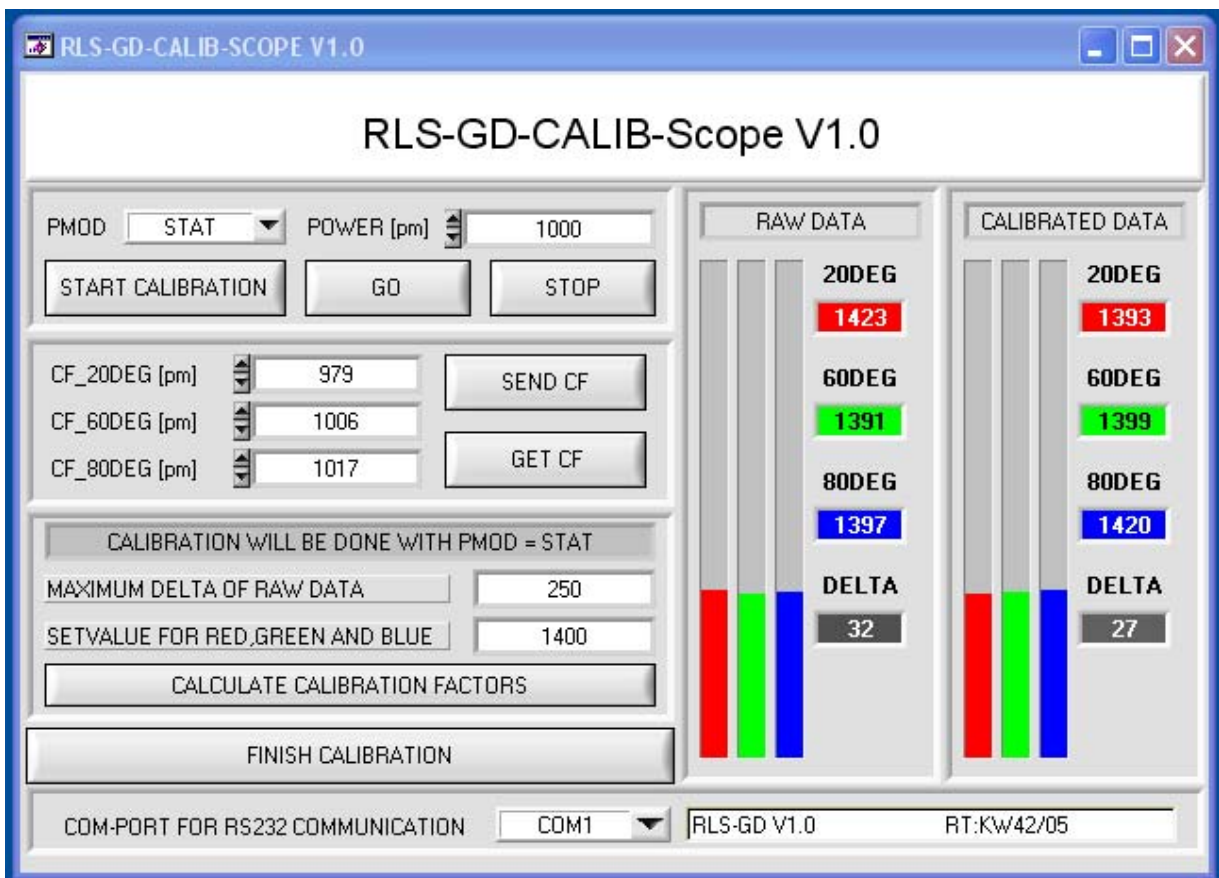 RLS-GD-CALIB-SCOPE V1.0
RLS-GD-CALIB-Scope V1.0
PMOD STAT POWER [pm] 1000
START CALIBRATION GO STOP
CF_20DEG [pm] 979 SEND CF
CF_60DEG [pm] 1006
CF_80DEG [pm] 1017 GET CF
CALIBRATION WILL BE DONE WITH PMOD = STAT
MAXIMUM DELTA OF RAW DATA 250
SETVALUE FOR RED,GREEN AND BLUE 1400
CALCULATE CALIBRATION FACTORS
FINISH CALIBRATION
RAW DATA
20DEG
1423
60DEG
1391
80DEG
1397
DELTA
32
CALIBRATED DATA
20DEG
1393
60DEG
1399
80DEG
1420
DELTA
27
COM-PORT FOR RS232 COMMUNICATION COM1 RLS-GD V1.0 RT:KW42/05